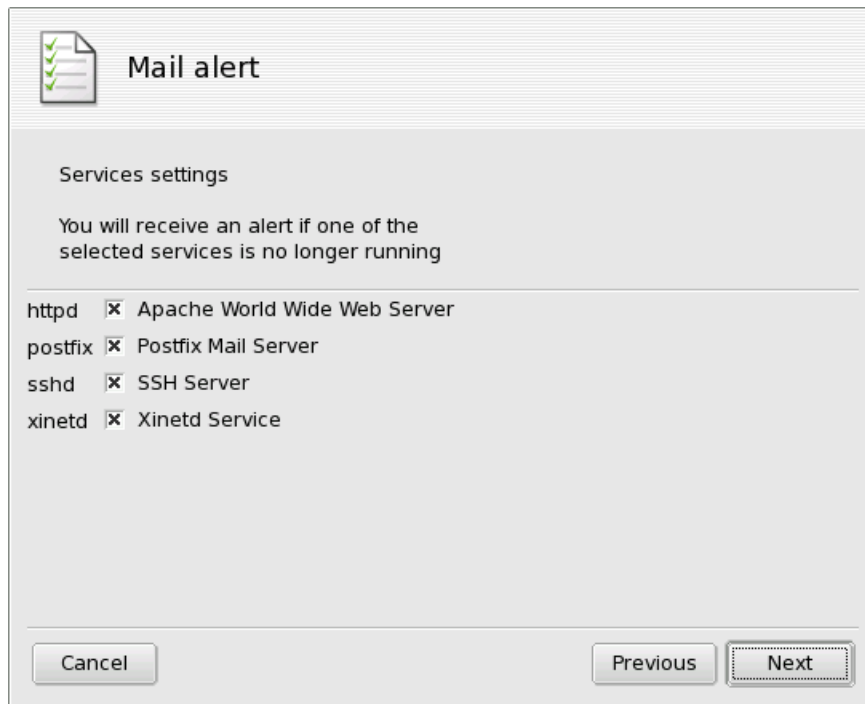 Mail alert
Services settings
You will receive an alert if one of the
selected services is no longer running
httpd Apache World Wide Web Server
postfix Postfix Mail Server
sshd SSH Server
xinetd Xinetd Service
Cancel Previous Next